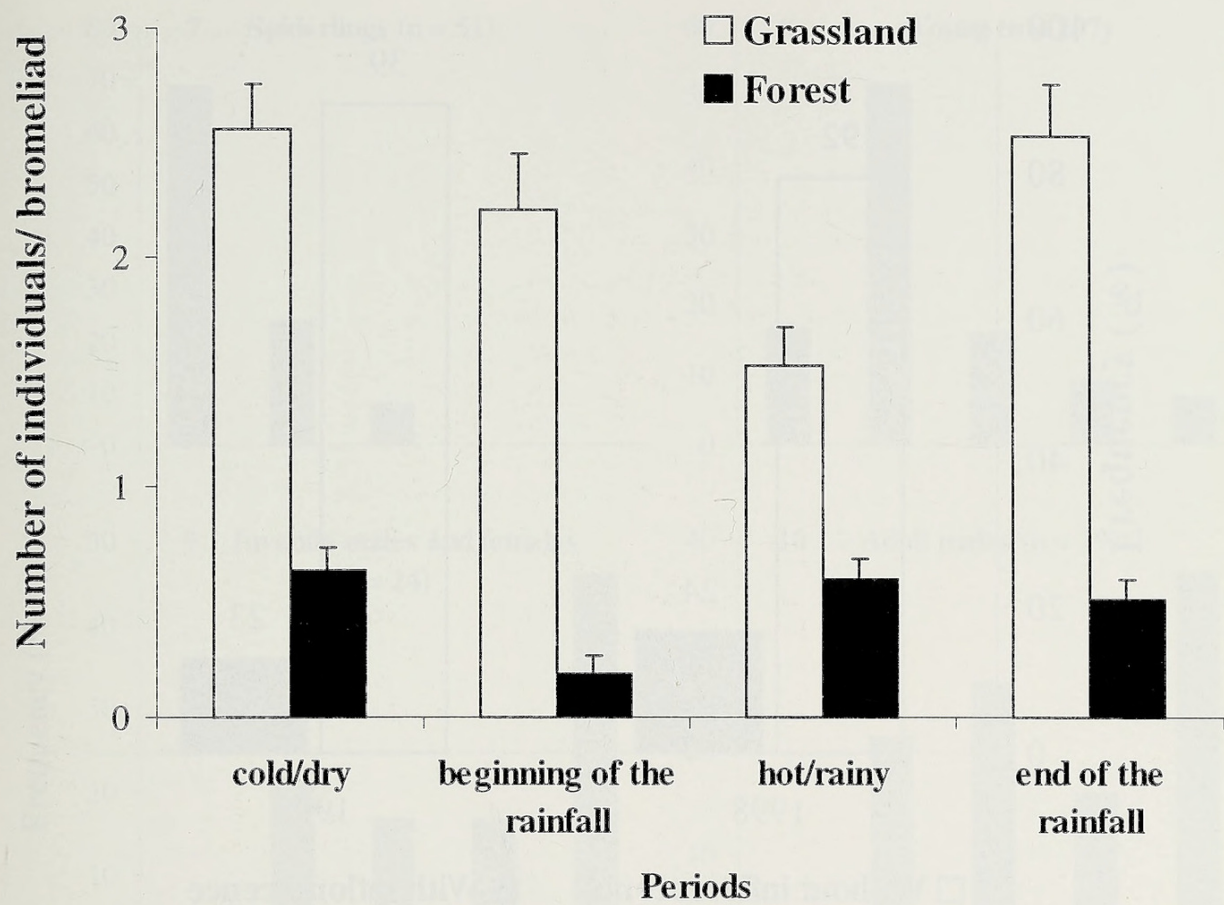 Number of individuals/ bromeliad
3
2
1
0
Grassland
Forest
cold/dry
beginning of the
rainfall
hot/rainy
end of the
rainfall
Periods